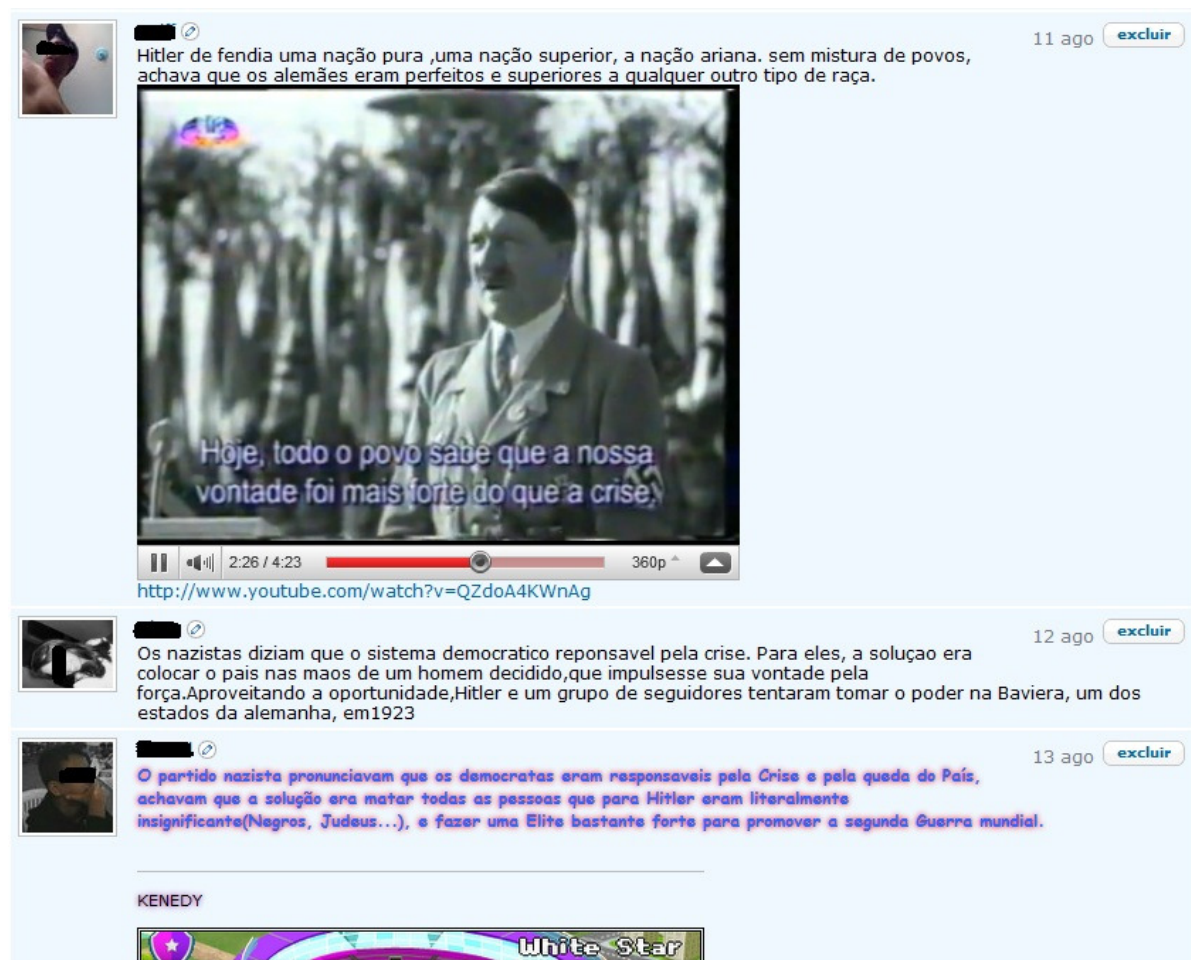 11 ago
excluir
Hitler de fendia uma nação pura ,uma nação superior, a nação ariana. sem mistura de povos,
achava que os alemães eram perfeitos e superiores a qualquer outro tipo de raça.
Hoje, todo o povo sabe que a nossa
vontade foi mais forte do que a crise,
2:26 / 4:23
360p
http://www.youtube.com/watch?v=QZdoA4KWnAg
12 ago
excluir
Os nazistas diziam que o sistema democratico reponsavel pela crise. Para eles, a soluçao era
colocar o pais nas maos de um homem decidido,que impulsesse sua vontade pela
força.Aproveitando a oportunidade,Hitler e um grupo de seguidores tentaram tomar o poder na Baviera, um dos
estados da alemanha, em1923
13 ago
excluir
O partido nazista pronunciavam que os democratas eram responsaveis pela Crise e pela queda do País,
achavam que a solução era matar todas as pessoas que para Hitler eram literalmente
insignificante(Negros, Judeus...), e fazer uma Elite bastante forte para promover a segunda Guerra mundial.
KENEDY
White Star